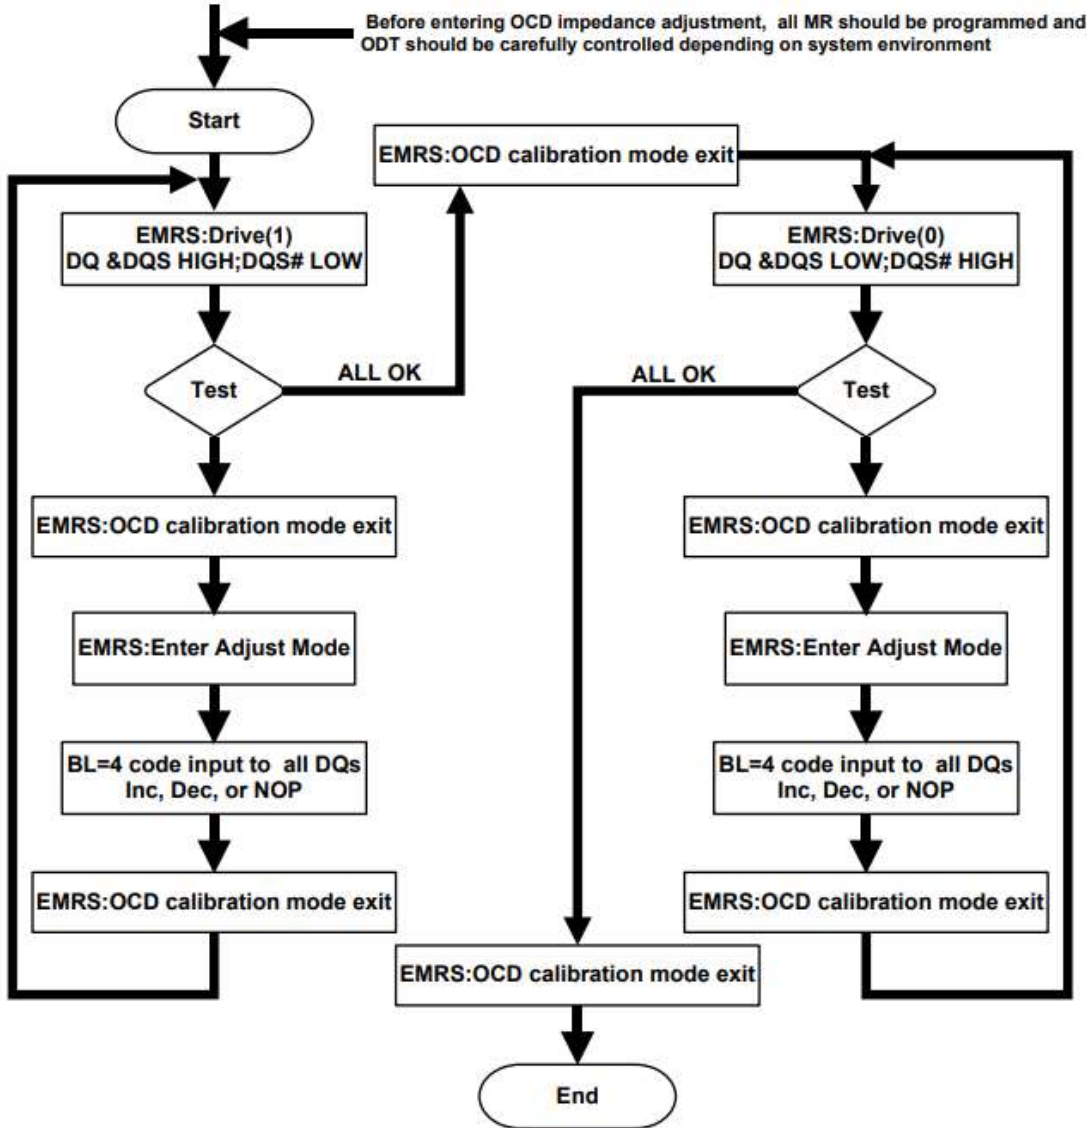 Before entering OCD impedance adjustment, all MR should be programmed and
ODT should be carefully controlled depending on system environment
Start
EMRS:OCD calibration mode exit
EMRS:Drive(1)
DQ &DQS HIGH;DQS# LOW
EMRS:Drive(0)
DQ &DQS LOW;DQS# HIGH
Test
ALL OK
ALL OK
Test
EMRS:OCD calibration mode exit
EMRS:OCD calibration mode exit
EMRS:Enter Adjust Mode
EMRS:Enter Adjust Mode
BL=4 code input to all DQs
Inc, Dec, or NOP
BL=4 code input to all DQs
Inc, Dec, or NOP
EMRS:OCD calibration mode exit
EMRS:OCD calibration mode exit
EMRS:OCD calibration mode exit
End